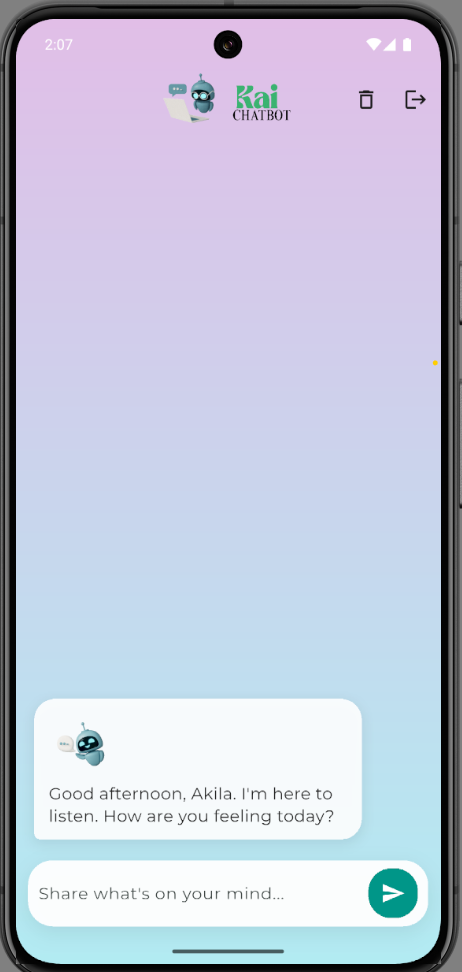 2:07
Kai
CHATBOT
Good afternoon, Akila. I'm here to
listen. How are you feeling today?
Share what's on your mind...